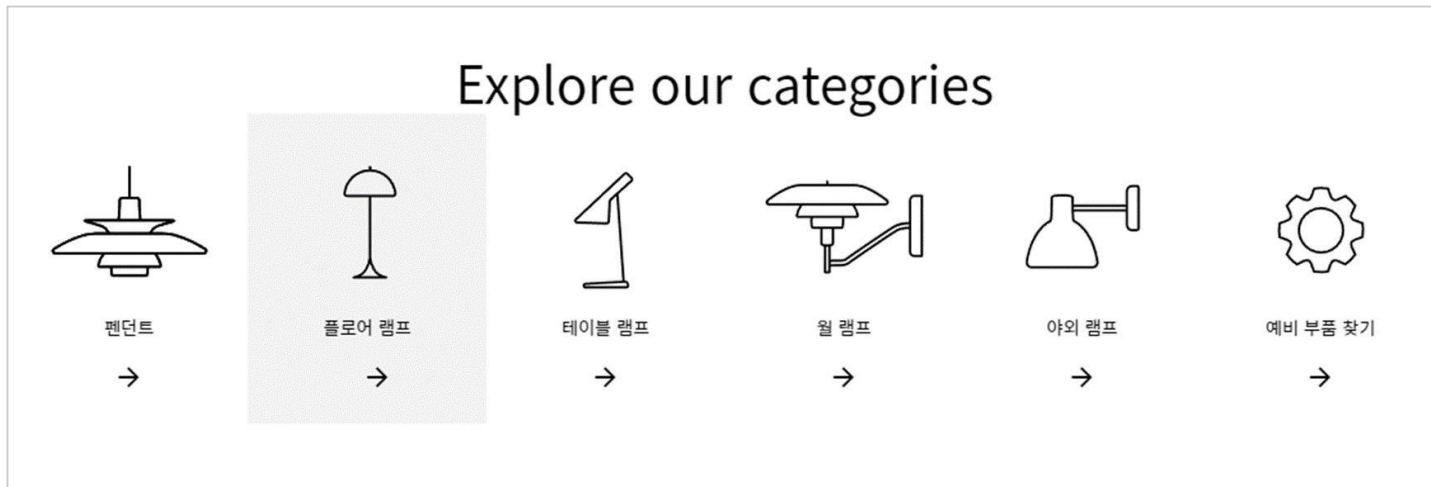 Explore our categories
펜던트
플로어 램프
테이블 램프
월 램프
야외 램프
예비 부품 찾기